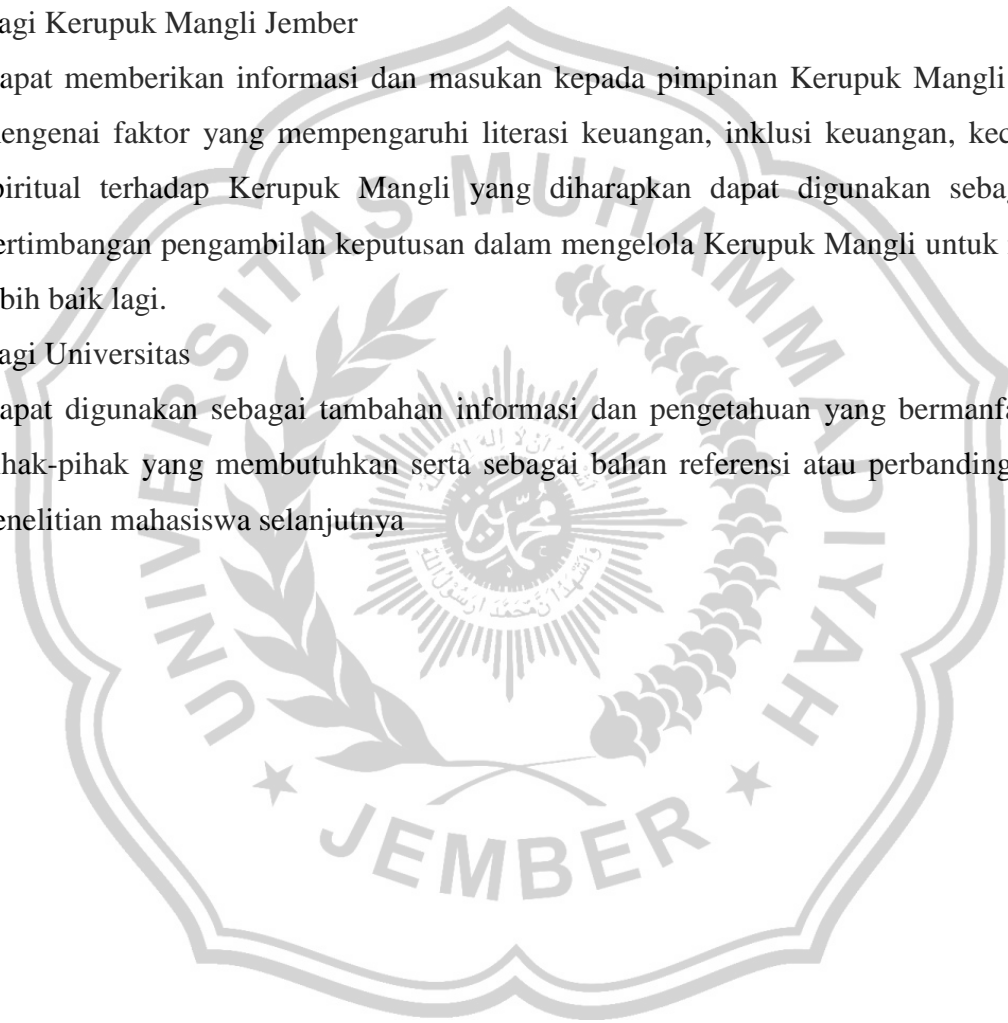 agi Kerupuk Mangli Jember
apat memberikan informasi dan masukan kepada pimpinan Kerupuk Mangli
engenai faktor yang mempengaruhi literasi keuangan, inklusi keuangan, kec
piritual terhadap Kerupuk Mangli yang diharapkan dapat digunakan sebag
ertimbangan pengambilan keputusan dalam mengelola Kerupuk Mangli untuk
bih baik lagi.
agi Universitas
apat digunakan sebagai tambahan informasi dan pengetahuan yang bermanfa
hak-pihak yang membutuhkan serta sebagai bahan referensi atau perbanding
enelitian mahasiswa selanjutnya
UNIVERSITAS MUHAMMADIYAH
JEMBER